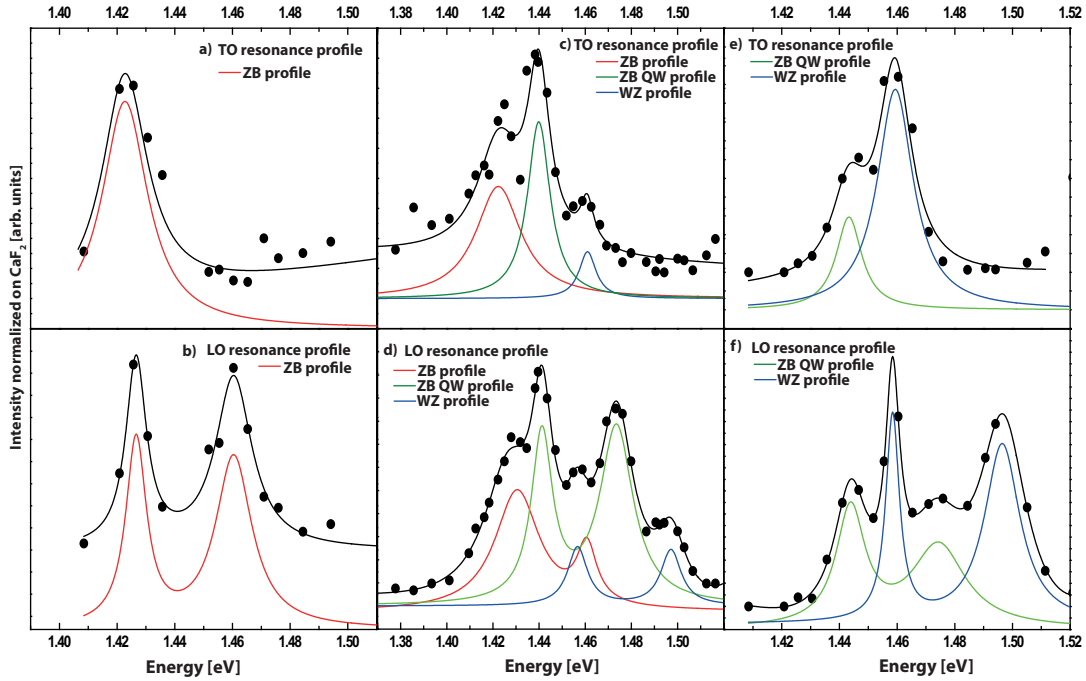 1.40 1.42 1.44 1.46 1.48 1.50
1.38 1.40 1.42 1.44 1.46 1.48 1.50
1.42 1.44 1.46 1.48 1.50 1.52
a) TO resonance profile
ZB profile
c) TO resonance profile
ZB profile
ZB QW profile
WZ profile
e) TO resonance profile
ZB QW profile
WZ profile
Intensity normalized on CaF2 [arb. units]
b) LO resonance profile
ZB profile
d) LO resonance profile
ZB profile
ZB QW profile
WZ profile
f) LO resonance profile
ZB QW profile
WZ profile
1.40 1.42 1.44 1.46 1.48 1.50
1.38 1.40 1.42 1.44 1.46 1.48 1.50
1.42 1.44 1.46 1.48 1.50 1.52
Energy [eV]
Energy [eV]
Energy [eV]